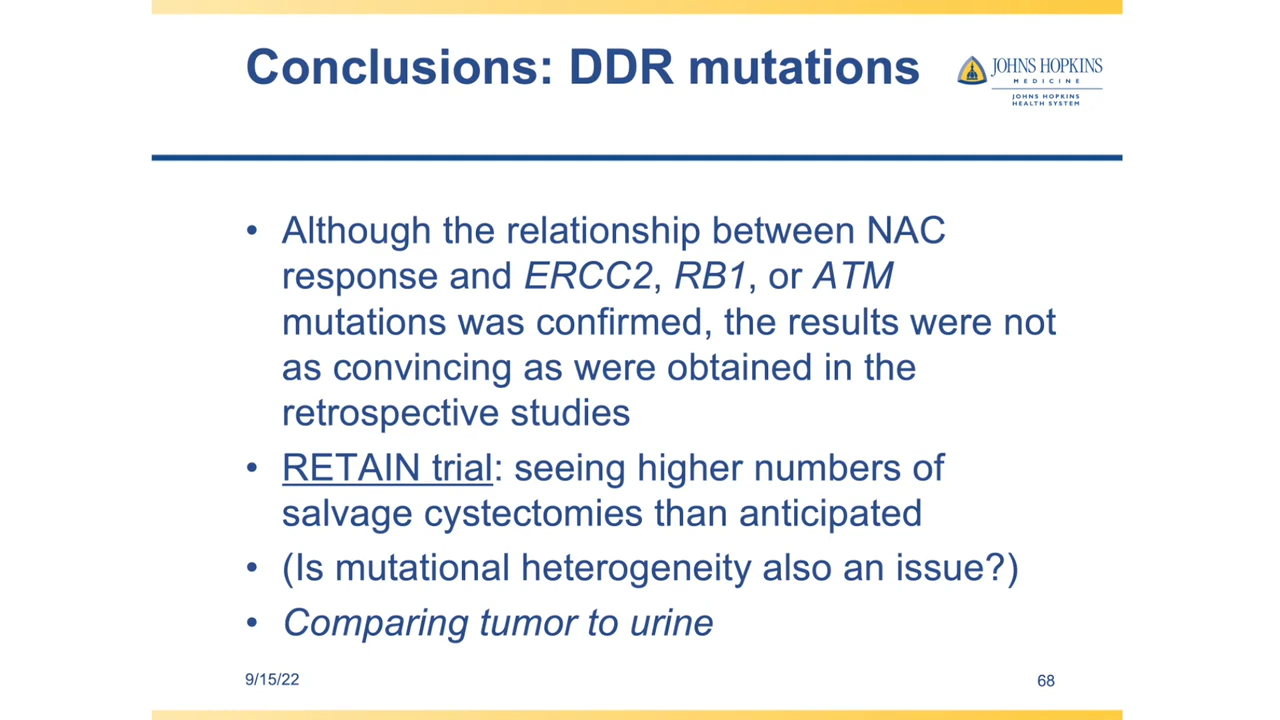 Conclusions: DDR mutations
JOHNS HOPKINS
MEDICINE
JOHNS HOPKINS
HEALTH SYSTEM
• Although the relationship between NAC
response and ERCC2, RB1, or ATM
mutations was confirmed, the results were not
as convincing as were obtained in the
retrospective studies
• RETAIN trial: seeing higher numbers of
salvage cystectomies than anticipated
• (Is mutational heterogeneity also an issue?)
• Comparing tumor to urine
9/15/22
68